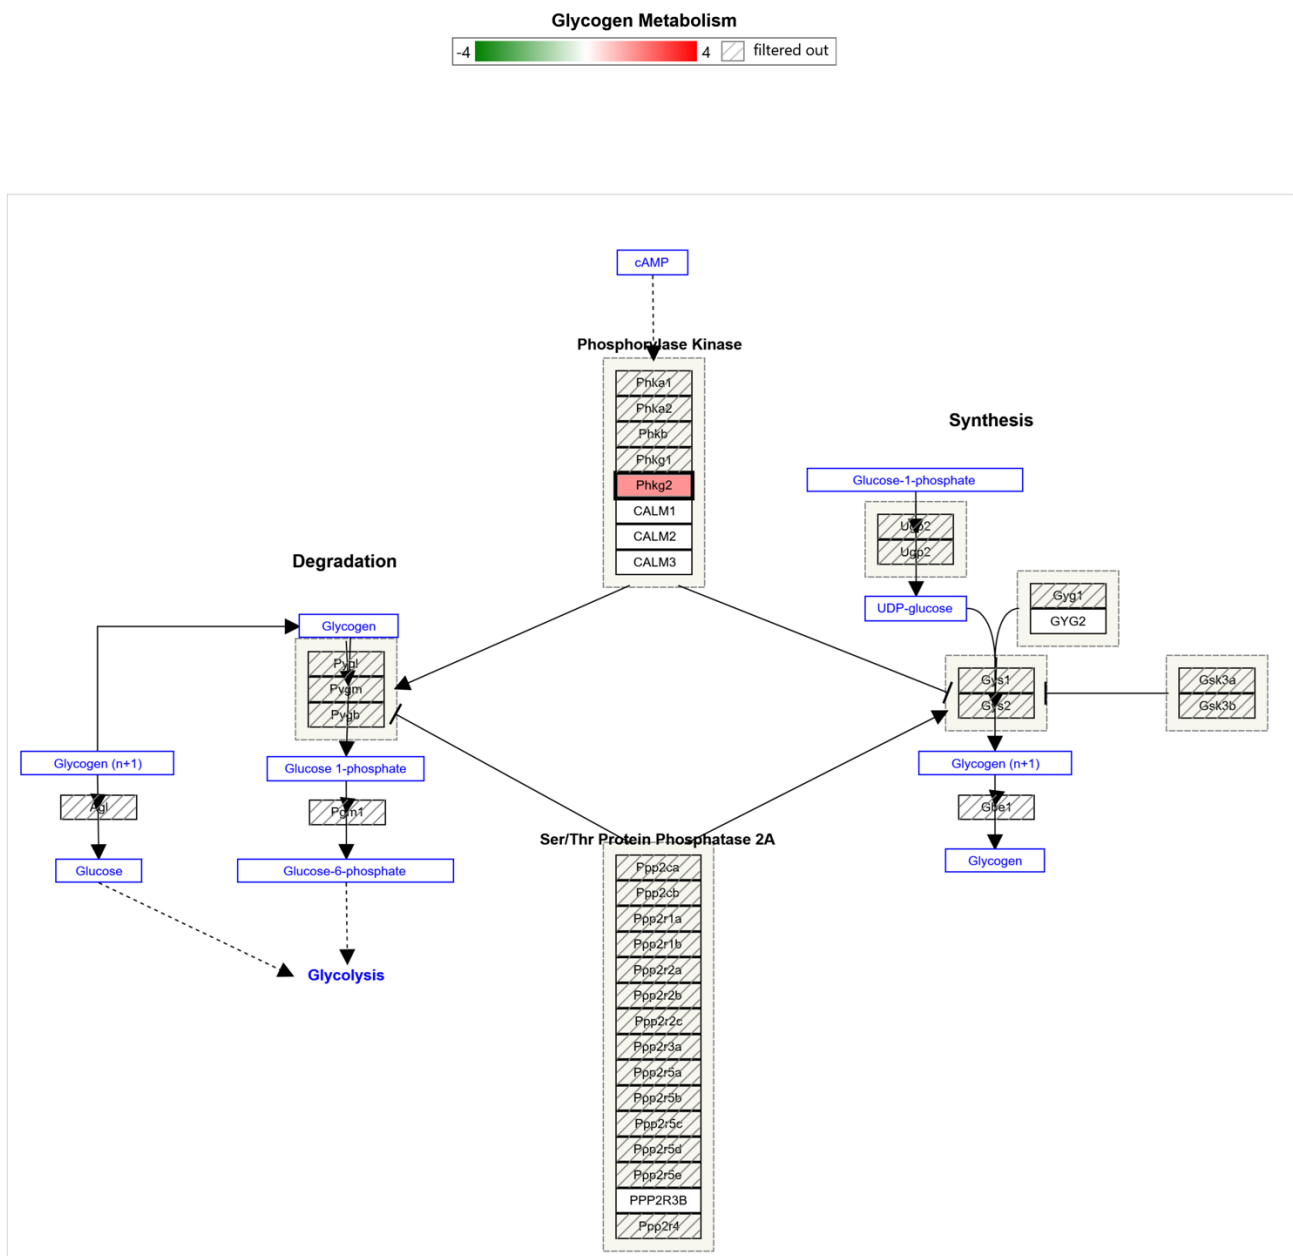 Glycogen Metabolism
-4 4 filtered out
cAMP
Phosphorylase Kinase
Phka1
Phka2
Phkb
Phkg1
Phkg2
CALM1
CALM2
CALM3
Synthesis
Glucose-1-phosphate
Ugp2
Ugp2
UDP-glucose
Gyg1
GYG2
Gys1
Gys2
Gsk3a
Gsk3b
Glycogen (n+1)
Gbe1
Glycogen
Degradation
Glycogen
Pygl
Pygm
Pygb
Glycogen (n+1)
Agl
Glucose
Glucose 1-phosphate
Pgm1
Glucose-6-phosphate
Glycolysis
Ser/Thr Protein Phosphatase 2A
Ppp2ca
Ppp2cb
Ppp2r1a
Ppp2r1b
Ppp2r2a
Ppp2r2b
Ppp2r2c
Ppp2r3a
Ppp2r5a
Ppp2r5b
Ppp2r5c
Ppp2r5d
Ppp2r5e
PPP2R3B
Ppp2r4